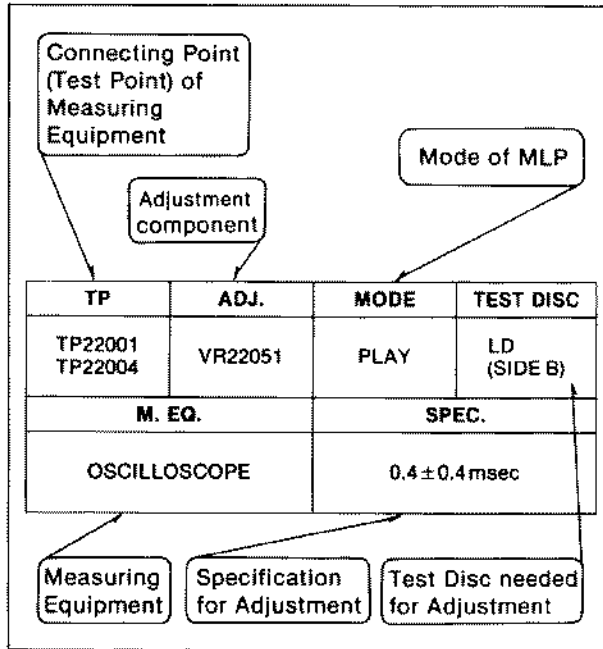 Connecting Point
(Test Point) of
Measuring
Equipment
Mode of MLP
Adjustment
component
TP ADJ. MODE TEST DISC
TP22001
TP22004
VR22051
PLAY
LD
(SIDE B)
M. EQ. SPEC.
OSCILLOSCOPE 0.4±0.4msec
Measuring
Equipment
Specification
for Adjustment
Test Disc needed
for Adjustment